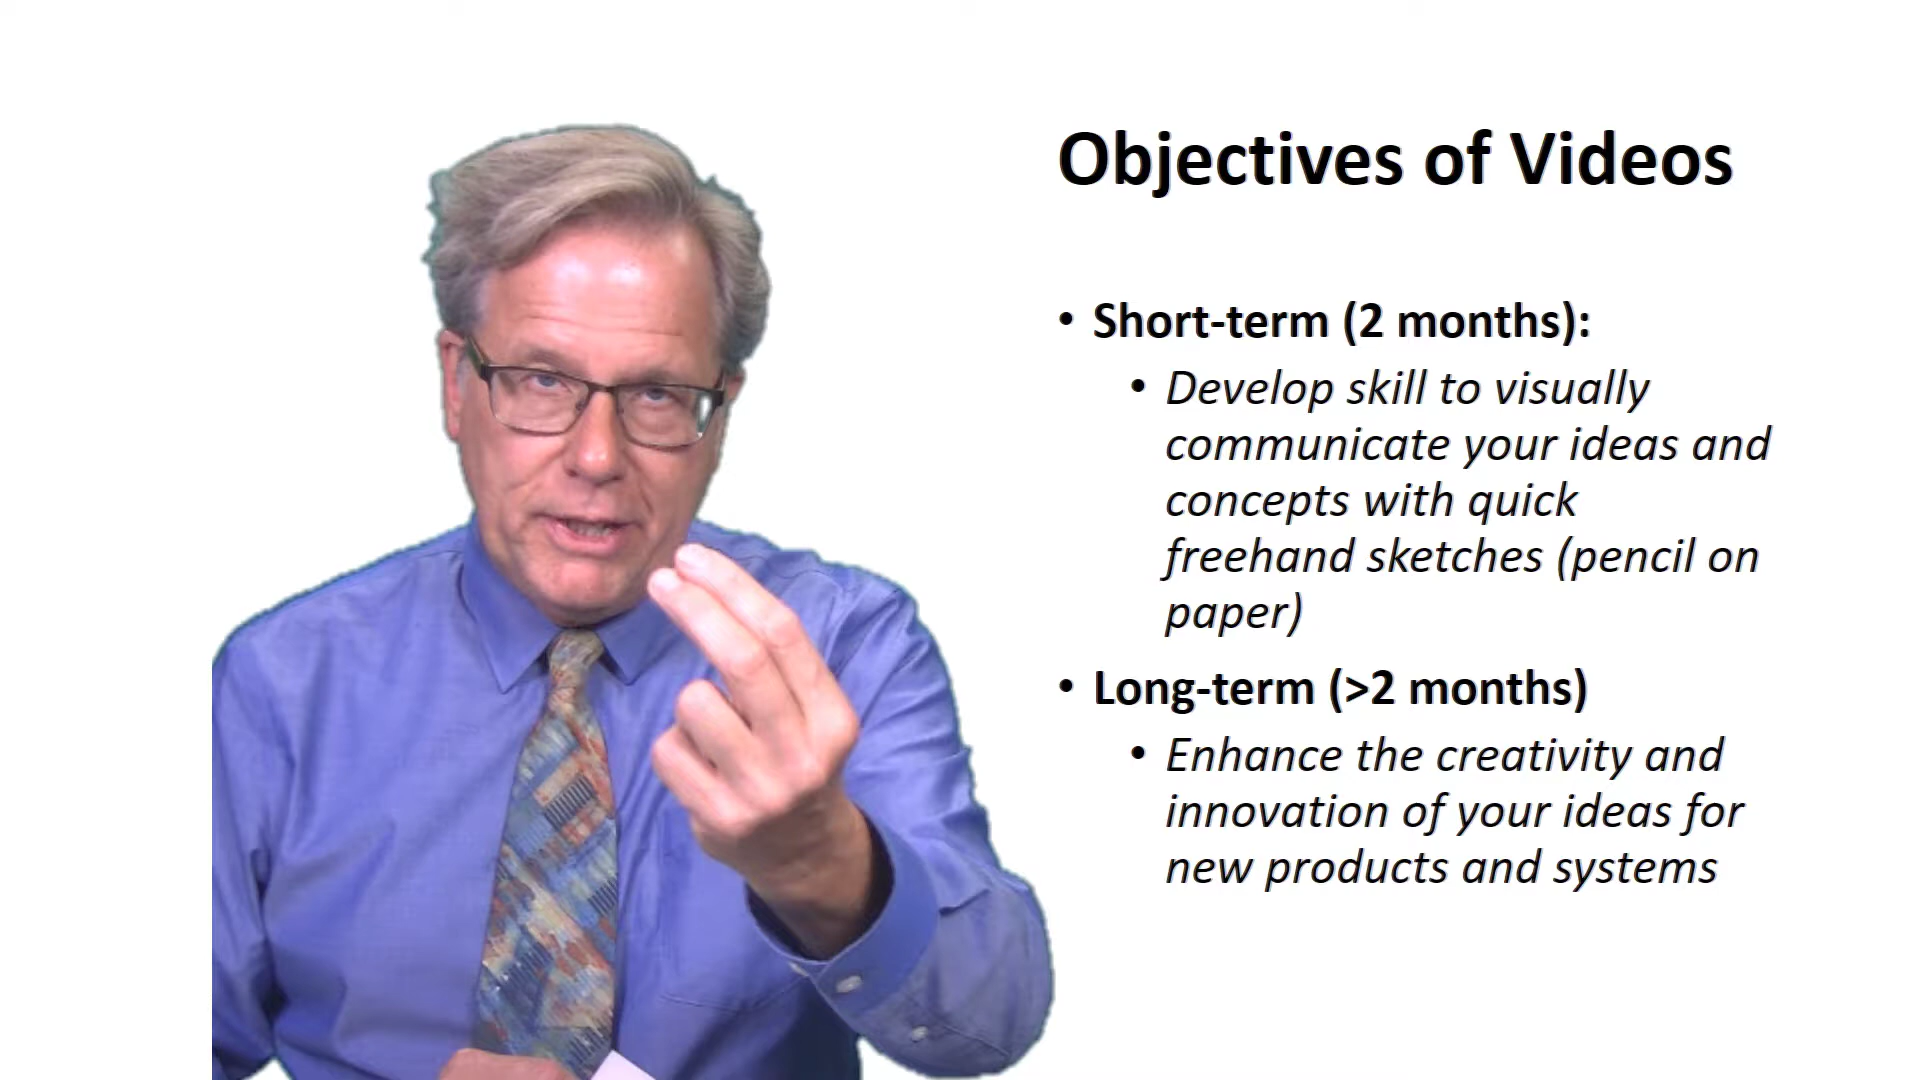 Objectives of Videos
• Short-term (2 months):
• Develop skill to visually
communicate your ideas and
concepts with quick
freehand sketches (pencil on
paper)
• Long-term (>2 months)
• Enhance the creativity and
innovation of your ideas for
new products and systems